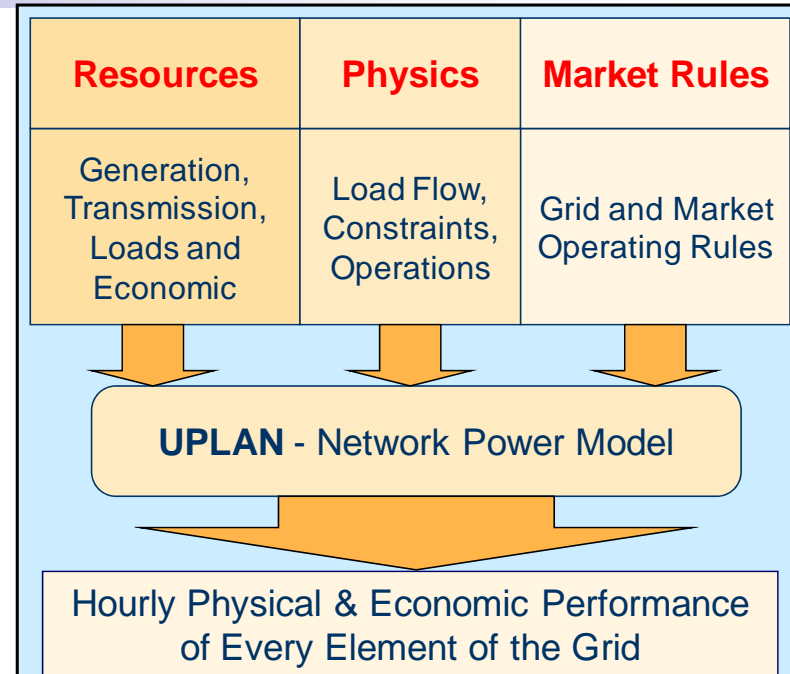 Resources
Physics
Market Rules
Generation,
Transmission,
Loads and
Economic
Load Flow,
Constraints,
Operations
Grid and Market
Operating Rules
UPLAN - Network Power Model
Hourly Physical & Economic Performance
of Every Element of the Grid